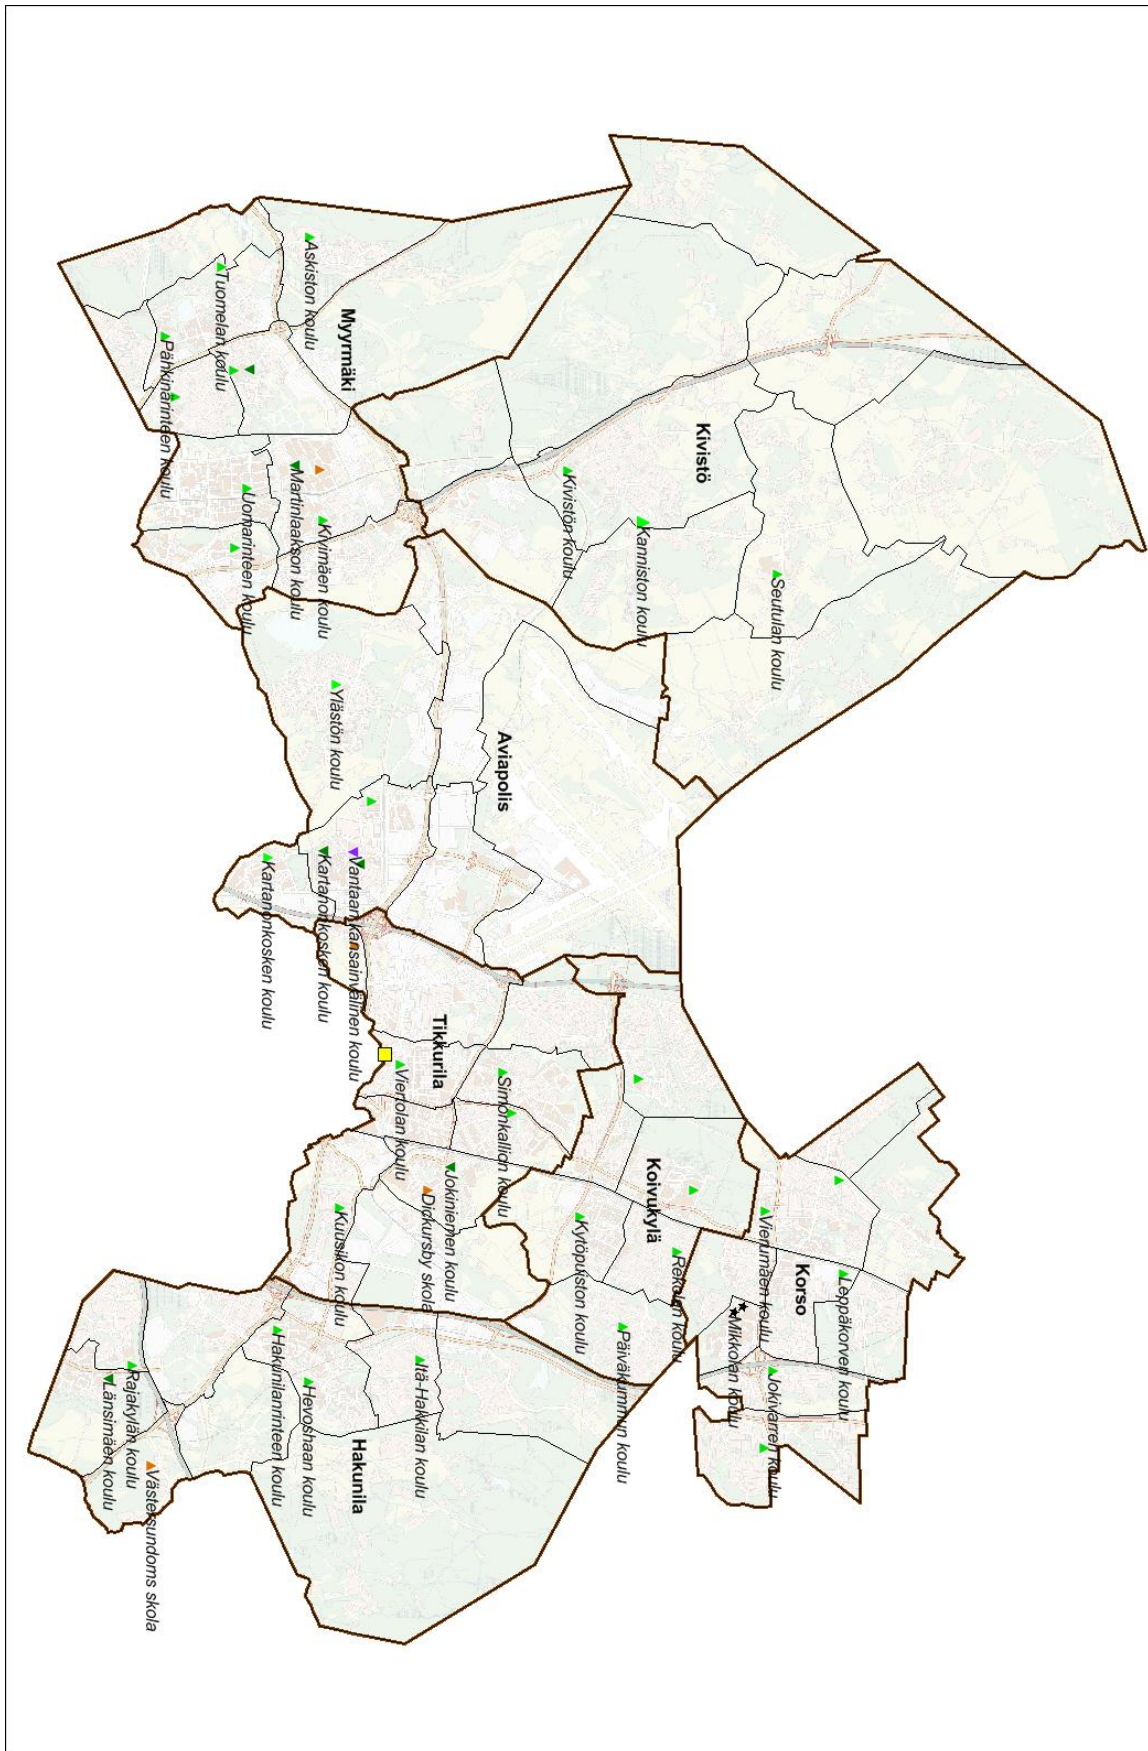 Seutulan koulu
Kivistö
Kanniston koulu
Kivistön koulu
Leppäkorven koulu
Korso
Jokivarren koulu
Vierumäen koulu
Mikkolan koulu
Rekolan koulu
Koivukylä
Päiväkummun koulu
Kytöpuiston koulu
Aviapolis
Simonkallion koulu
Jokiniemen koulu
Tikkurila
Dickursby skola
Itä-Hakkilan koulu
Viertolan koulu
Myyrmäki
Vantaan kansainvälinen koulu
Hakunila
Ylästön koulu
Kuusikon koulu
Kivimäen koulu
Kartanonkosken koulu
Askiston koulu
Hevoshaan koulu
Martinlaakson koulu
Hakunilanrinteen koulu
Kartanonkosken koulu
Uomarinteen koulu
Tuomelan koulu
Pähkinärinteen koulu
Västersundoms skola
Rajakylän koulu
Länsimäen koulu